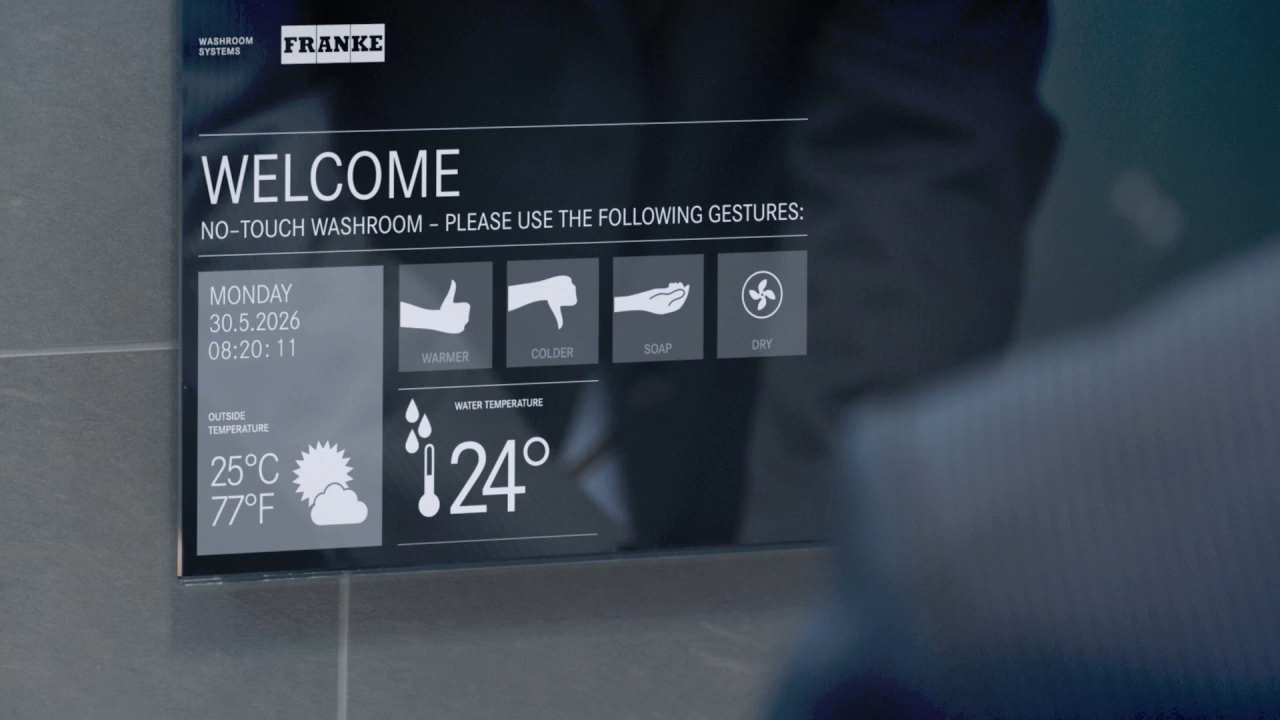 WASHROOM
SYSTEMS
FRANKE
WELCOME
NO-TOUCH WASHROOM – PLEASE USE THE FOLLOWING GESTURES:
MONDAY
30.5.2026
08:20: 11
OUTSIDE
TEMPERATURE
25°C
77°F
WARMER
COLDER
SOAP
DRY
WATER TEMPERATURE
24°